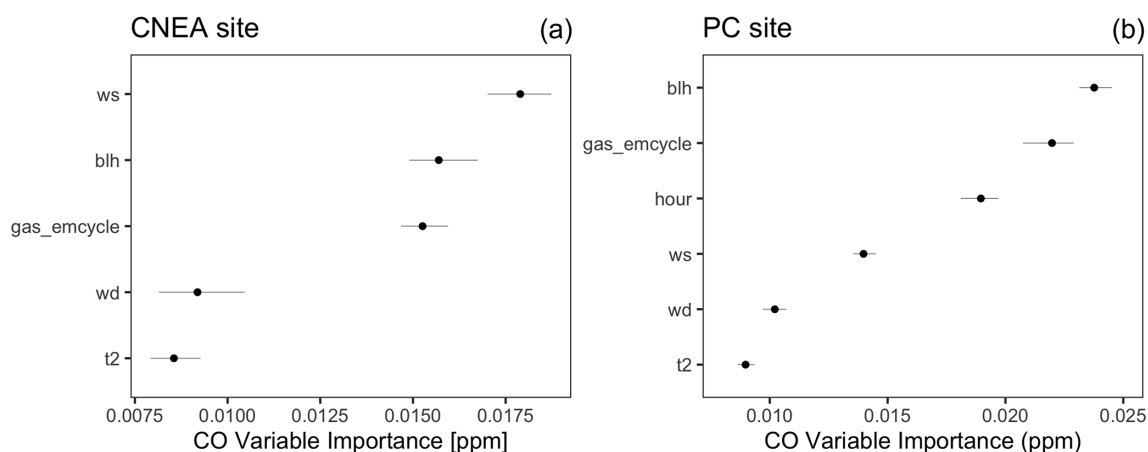 CNEA site (a)
ws
blh
gas_emcycle
wd
t2
0.0075 0.0100 0.0125 0.0150 0.0175
CO Variable Importance [ppm]
PC site (b)
blh
gas_emcycle
hour
ws
wd
t2
0.010 0.015 0.020 0.025
CO Variable Importance (ppm)